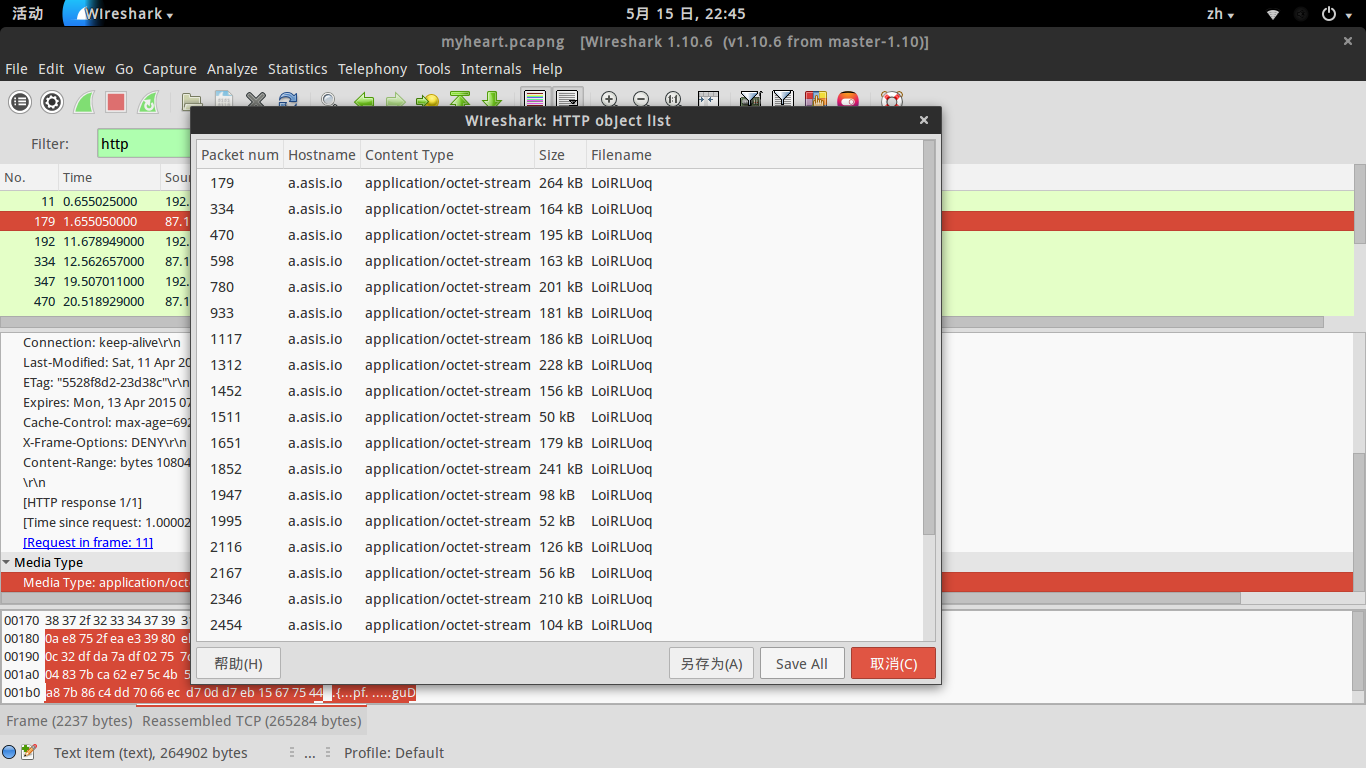 活动 WIreshark 5月 15 日, 22:45 zh
myheart.pcapng [WIreshark 1.10.6 (v1.10.6 from master-1.10)]
File Edit View Go Capture Analyze Statistics Telephony Tools Internals Help
Filter: http
No. Time Sou
11 0.655025000 192.
179 1.655050000 87.1
192 11.678949000 192.
334 12.562657000 87.1
347 19.507011000 192.
470 20.518929000 87.1
Connection: keep-alive\r\n
Last-Modified: Sat, 11 Apr 20
ETag: "5528f8d2-23d38c"\r\n
Expires: Mon, 13 Apr 2015 07
Cache-Control: max-age=692
X-Frame-Options: DENY\r\n
Content-Range: bytes 10804
\r\n
[HTTP response 1/1]
[Time since request: 1.00002
[Request in frame: 11]
Media Type
Media Type: application/oct
00170 38 37 2f 32 33 34 37 39
00180 0a e8 75 2f ea e3 39 80
00190 0c 32 df da 7a df 02 75
001a0 04 83 7b ca 62 e7 5c 4b
001b0 a8 7b 86 c4 dd 70 66 ec d7 0d d7 eb 15 67 75 44 .{...pf. .....guD
Frame (2237 bytes) Reassembled TCP (265284 bytes)
Text item (text), 264902 bytes ... Profile: Default
WIreshark: HTTP object list
Packet num Hostname Content Type Size Filename
179 a.asis.io application/octet-stream 264 kB LoiRLUoq
334 a.asis.io application/octet-stream 164 kB LoiRLUoq
470 a.asis.io application/octet-stream 195 kB LoiRLUoq
598 a.asis.io application/octet-stream 163 kB LoiRLUoq
780 a.asis.io application/octet-stream 201 kB LoiRLUoq
933 a.asis.io application/octet-stream 181 kB LoiRLUoq
1117 a.asis.io application/octet-stream 186 kB LoiRLUoq
1312 a.asis.io application/octet-stream 228 kB LoiRLUoq
1452 a.asis.io application/octet-stream 156 kB LoiRLUoq
1511 a.asis.io application/octet-stream 50 kB LoiRLUoq
1651 a.asis.io application/octet-stream 179 kB LoiRLUoq
1852 a.asis.io application/octet-stream 241 kB LoiRLUoq
1947 a.asis.io application/octet-stream 98 kB LoiRLUoq
1995 a.asis.io application/octet-stream 52 kB LoiRLUoq
2116 a.asis.io application/octet-stream 126 kB LoiRLUoq
2167 a.asis.io application/octet-stream 56 kB LoiRLUoq
2346 a.asis.io application/octet-stream 210 kB LoiRLUoq
2454 a.asis.io application/octet-stream 104 kB LoiRLUoq
帮助(H) 另存为(A) Save All 取消(C)